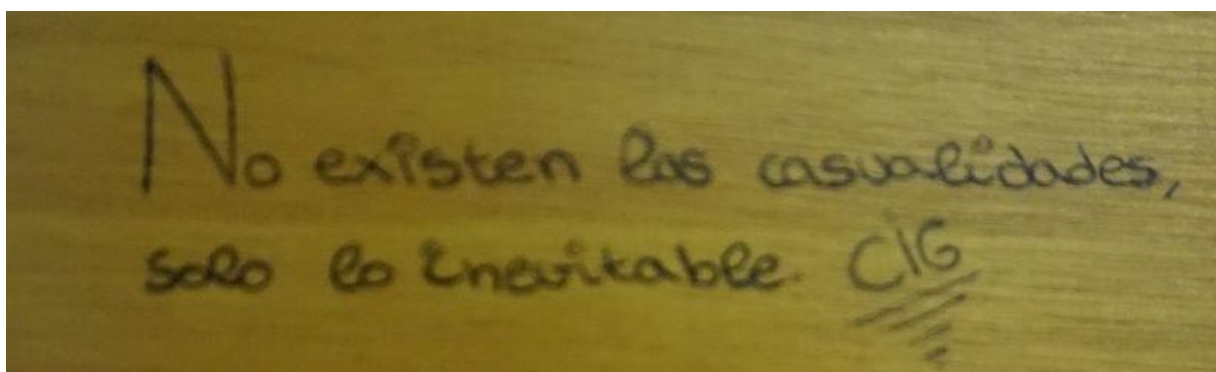 No existen las casualidades,
solo lo inevitable. CIG